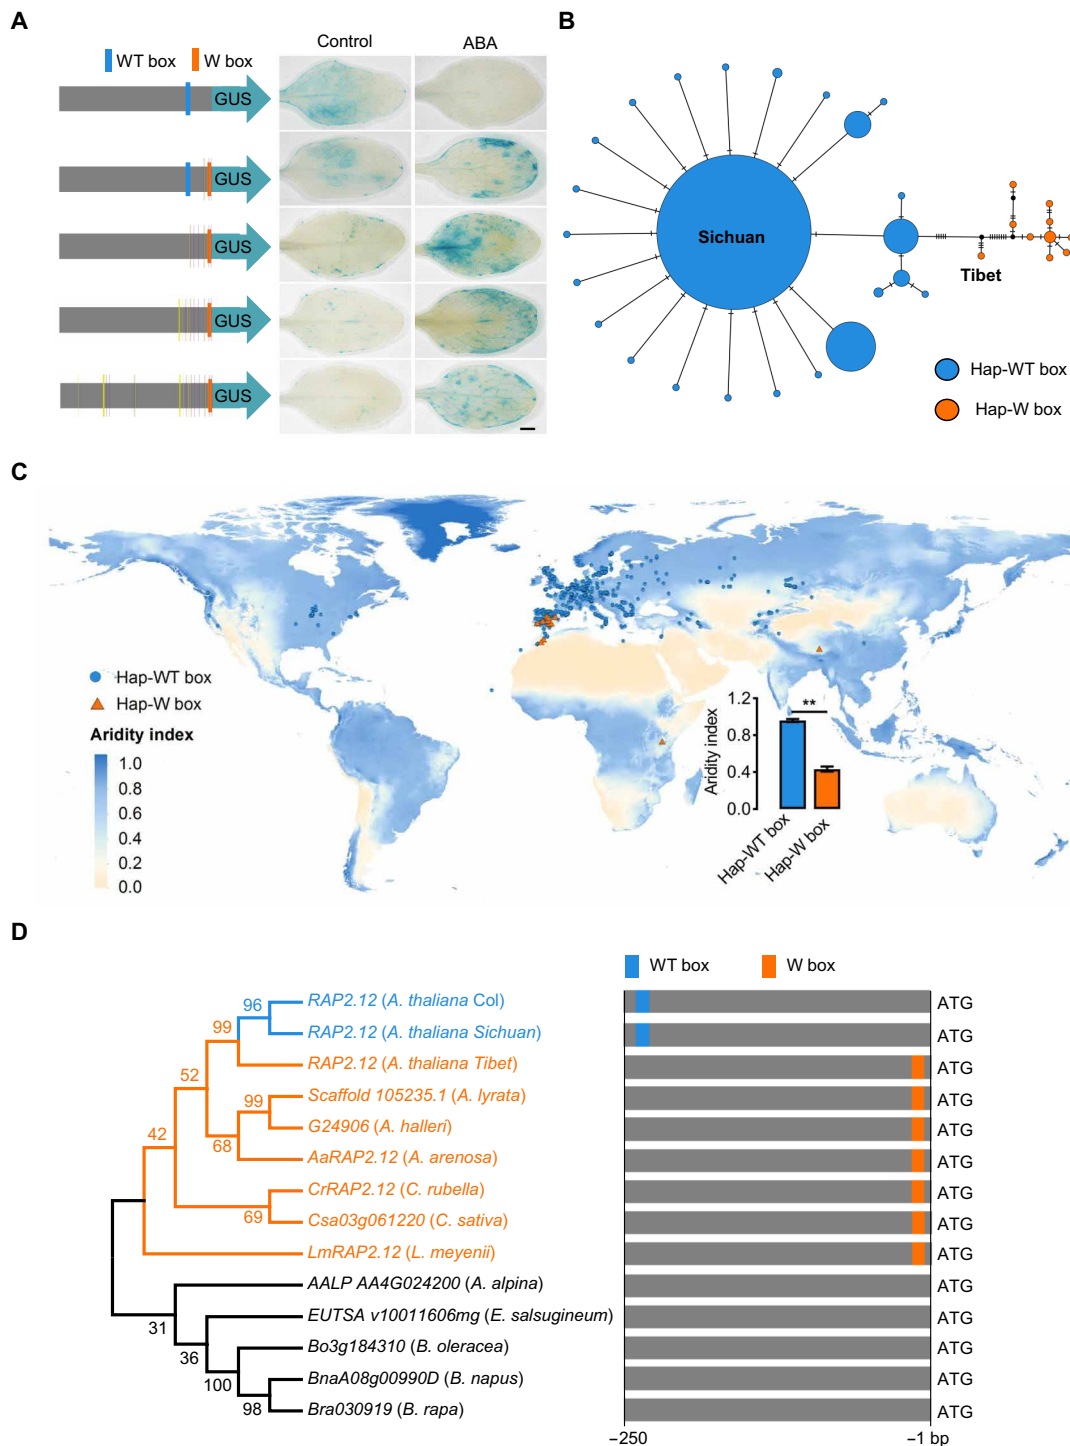 A
Control
ABA
WT box
W box
GUS
GUS
GUS
GUS
GUS
B
Sichuan
Tibet
Hap-WT box
Hap-W box
C
Hap-WT box
Hap-W box
Aridity index
1.0
0.8
0.6
0.4
0.2
0.0
Aridity index
1.2
0.8
0.4
0.0
**
Hap-WT box
Hap-W box
D
WT box
W box
96
99
52
99
68
42
69
31
36
100
98
RAP2.12 (A. thaliana Col) ATG
RAP2.12 (A. thaliana Sichuan) ATG
RAP2.12 (A. thaliana Tibet) ATG
Scaffold 105235.1 (A. lyrata) ATG
G24906 (A. halleri) ATG
AaRAP2.12 (A. arenosa) ATG
CrRAP2.12 (C. rubella) ATG
Csa03g061220 (C. sativa) ATG
LmRAP2.12 (L. meyenii) ATG
AALP AA4G024200 (A. alpina) ATG
EUTSA v10011606mg (E. salsugineum) ATG
Bo3g184310 (B. oleracea) ATG
BnaA08g00990D (B. napus) ATG
Bra030919 (B. rapa) ATG
−250 −1 bp